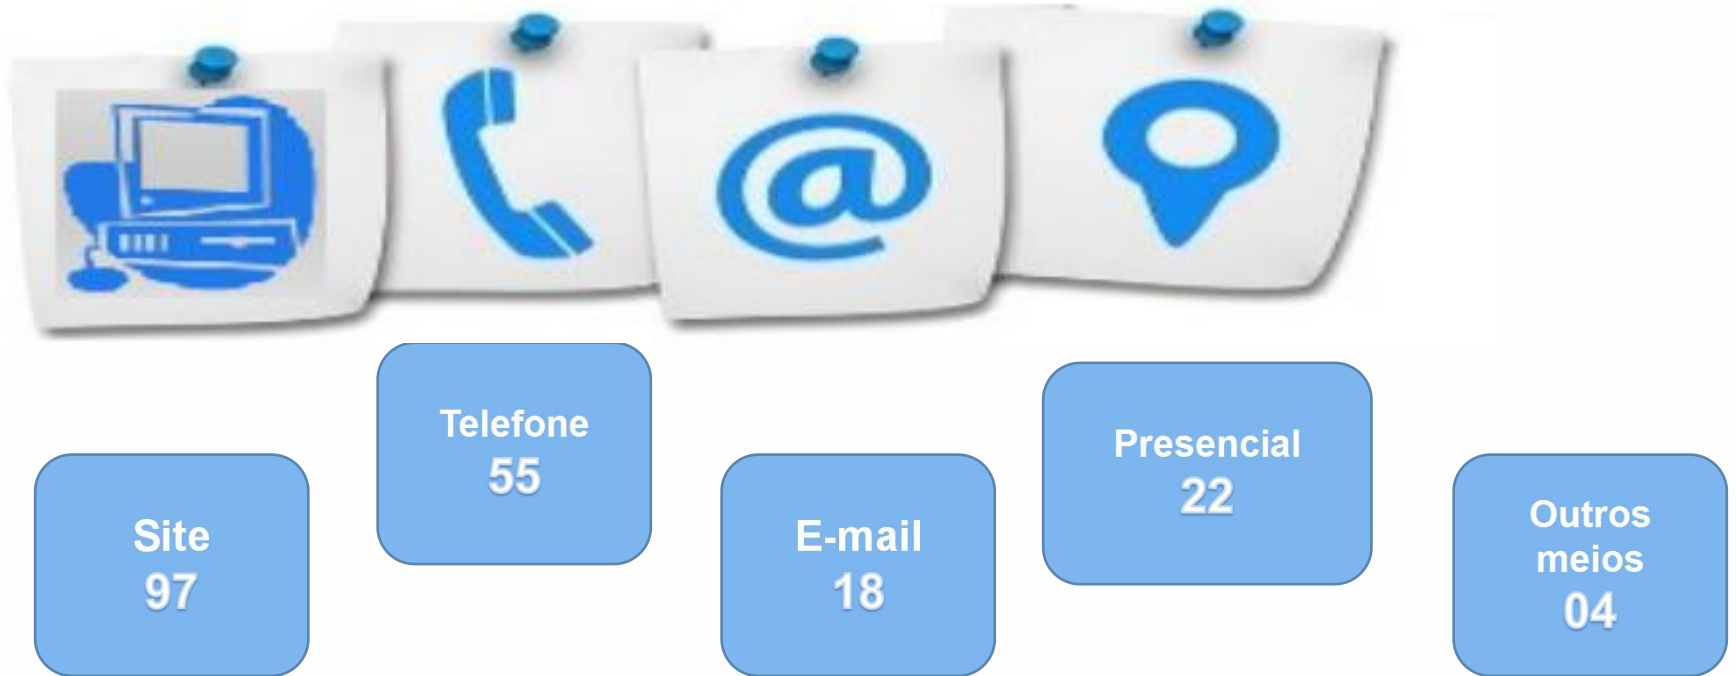 Site
97
Telefone
55
@
E-mail
18
Presencial
22
Outros
meios
04